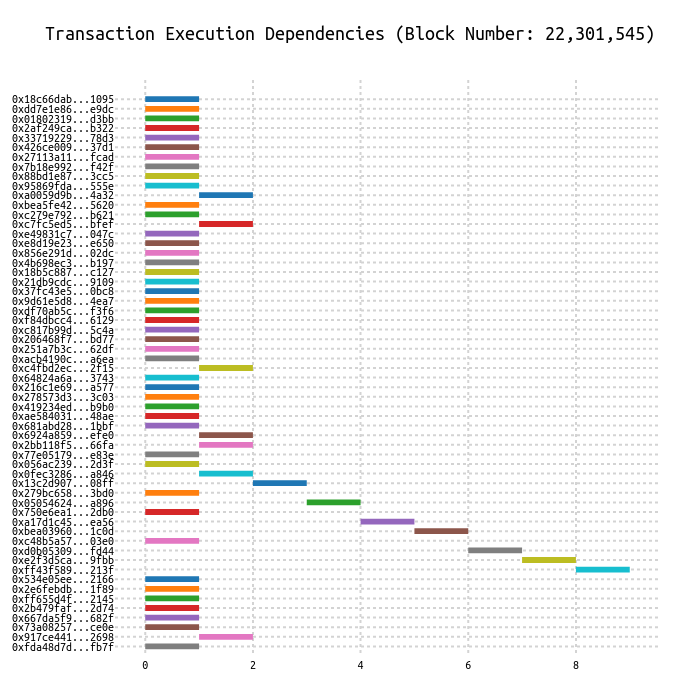 Transaction Execution Dependencies (Block Number: 22,301,545)
0x18c66dab...1095
0xdd7e1e86...e9dc
0x01802319...d3bb
0x2af249ca...b322
0x33719229...78d3
0x426ce009...37d1
0x27113a11...fcad
0x7b18e992...f42f
0x88bd1e87...3cc5
0x95869fda...555e
0xa0059d9b...4a32
0xbea5fe42...5620
0xc279e792...b621
0xc7fc5ed5...bfef
0xe49831c7...047c
0xe8d19e23...e650
0x856e291d...02dc
0x4b698ec3...b197
0x18b5c887...c127
0x21db9cdc...9109
0x37fc43e5...0bc8
0x9d61e5d8...4ea7
0xdf70ab5c...f3f6
0xf84dbcc4...6129
0xc817b99d...5c4a
0x206468f7...bd77
0x251a7b3c...62df
0xacb4190c...a6ea
0xc4fbd2ec...2f15
0x64824a6a...3743
0x216c1e69...a577
0x278573d3...3c03
0x419234ed...b9b0
0xae584031...48ae
0x681abd28...1bbf
0x6924a859...efe0
0x2bb118f5...66fa
0x77e05179...e83e
0x056ac239...2d3f
0x0fec3286...a846
0x13c2d907...08ff
0x279bc658...3bd0
0x05054624...a896
0x750e6ea1...2db0
0xa17d1c45...ea56
0xbea03960...1c0d
0xc48b5a57...03e0
0xd0b05309...fd44
0xe2f3d5ca...9fbb
0xff43f589...213f
0x534e05ee...2166
0x2e6febdb...1f89
0xff655d4f...2145
0x2b479faf...2d74
0x667da5f9...682f
0x73a08257...ce0e
0x917ce441...2698
0xfda48d7d...fb7f
0 2 4 6 8